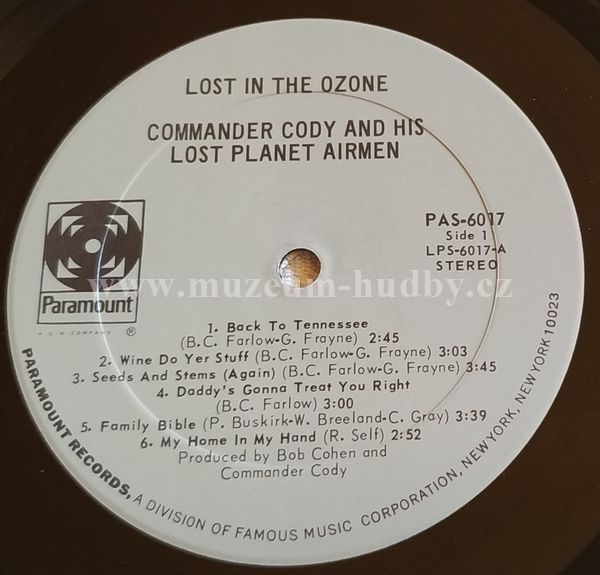 LOST IN THE OZONE
COMMANDER CODY AND HIS
LOST PLANET AIRMEN
PAS-6017
Side 1
LPS-6017-A
STEREO
Paramount
A G+W COMPANY ®
www.muzeum-hudby.cz
1. Back To Tennessee
(B.C. Farlow-G. Frayne) 2:45
2. Wine Do Yer Stuff (B.C. Farlow-G. Frayne) 3:03
3. Seeds And Stems (Again) (B.C. Farlow-G. Frayne) 3:45
4. Daddy's Gonna Treat You Right
(B.C. Farlow) 3:00
5. Family Bible (P. Buskirk-W. Breeland-C. Gray) 3:39
6. My Home In My Hand (R. Self) 2:52
Produced by Bob Cohen and
Commander Cody
PARAMOUNT RECORDS, A DIVISION OF FAMOUS MUSIC CORPORATION, NEW YORK, NEW YORK 10023